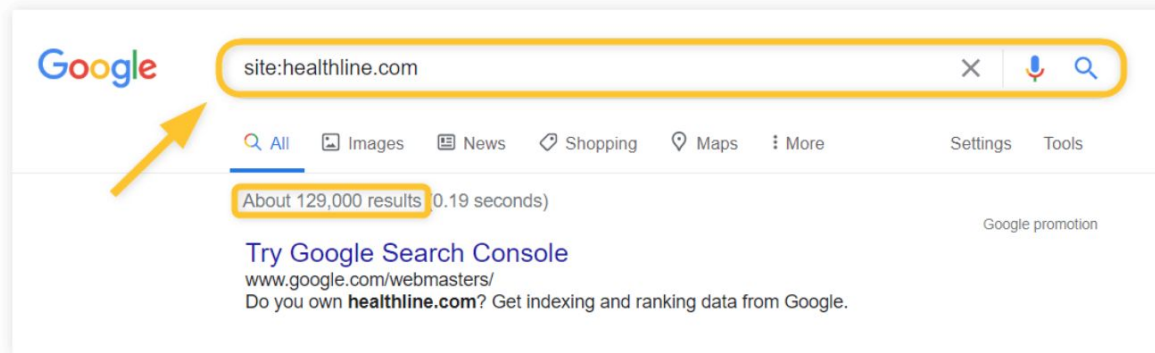 Google
site:healthline.com
All Images News Shopping Maps More Settings Tools
About 129,000 results (0.19 seconds)
Google promotion
Try Google Search Console
www.google.com/webmasters/
Do you own healthline.com? Get indexing and ranking data from Google.